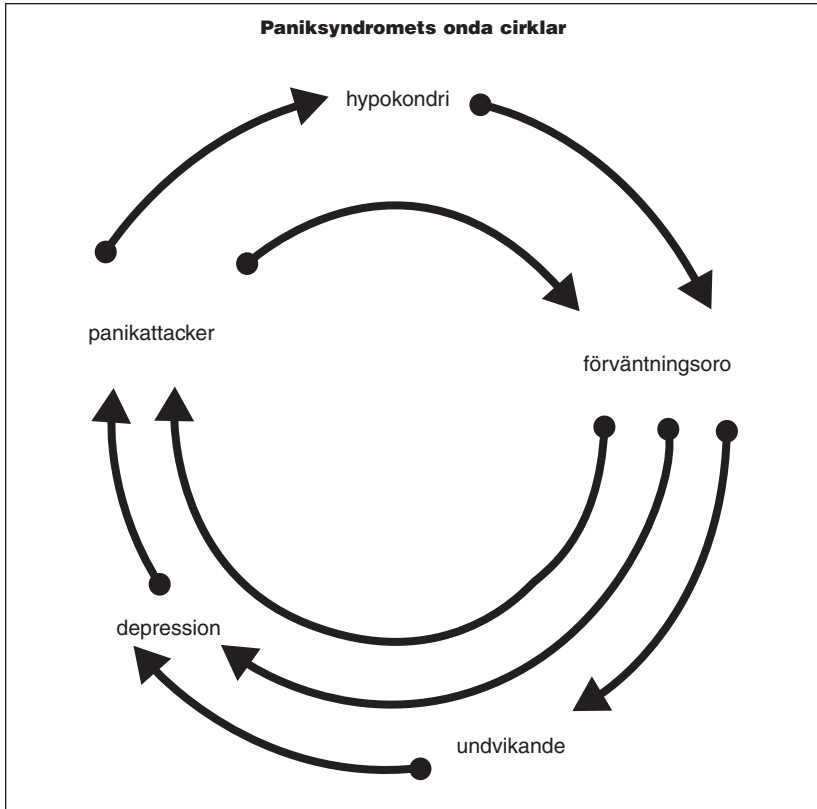 Paniksyndromets onda cirklar
hypokondri
panikattacker
förväntningsoro
depression
undvikande